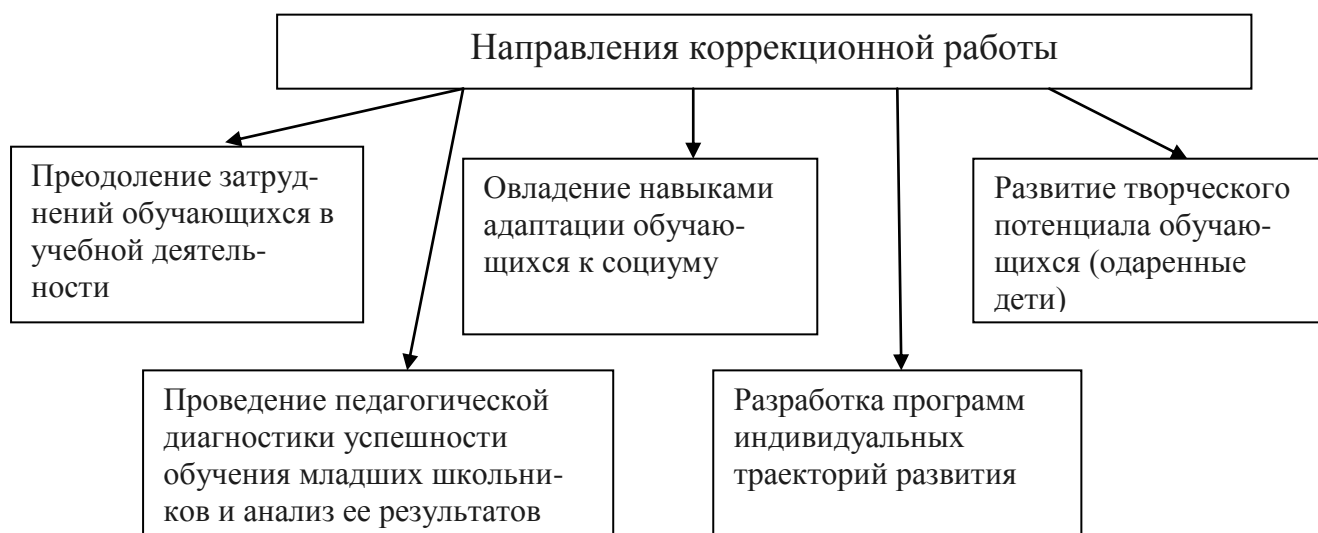 Направления коррекционной работы
Преодоление затруд-
нений обучающихся в
учебной деятель-
ности
Овладение навыками
адаптации обучаю-
щихся к социуму
Развитие творческого
потенциала обучаю-
щихся (одаренные
дети)
Проведение педагогической
диагностики успешности
обучения младших школьни-
ков и анализ ее результатов
Разработка программ
индивидуальных
траекторий развития